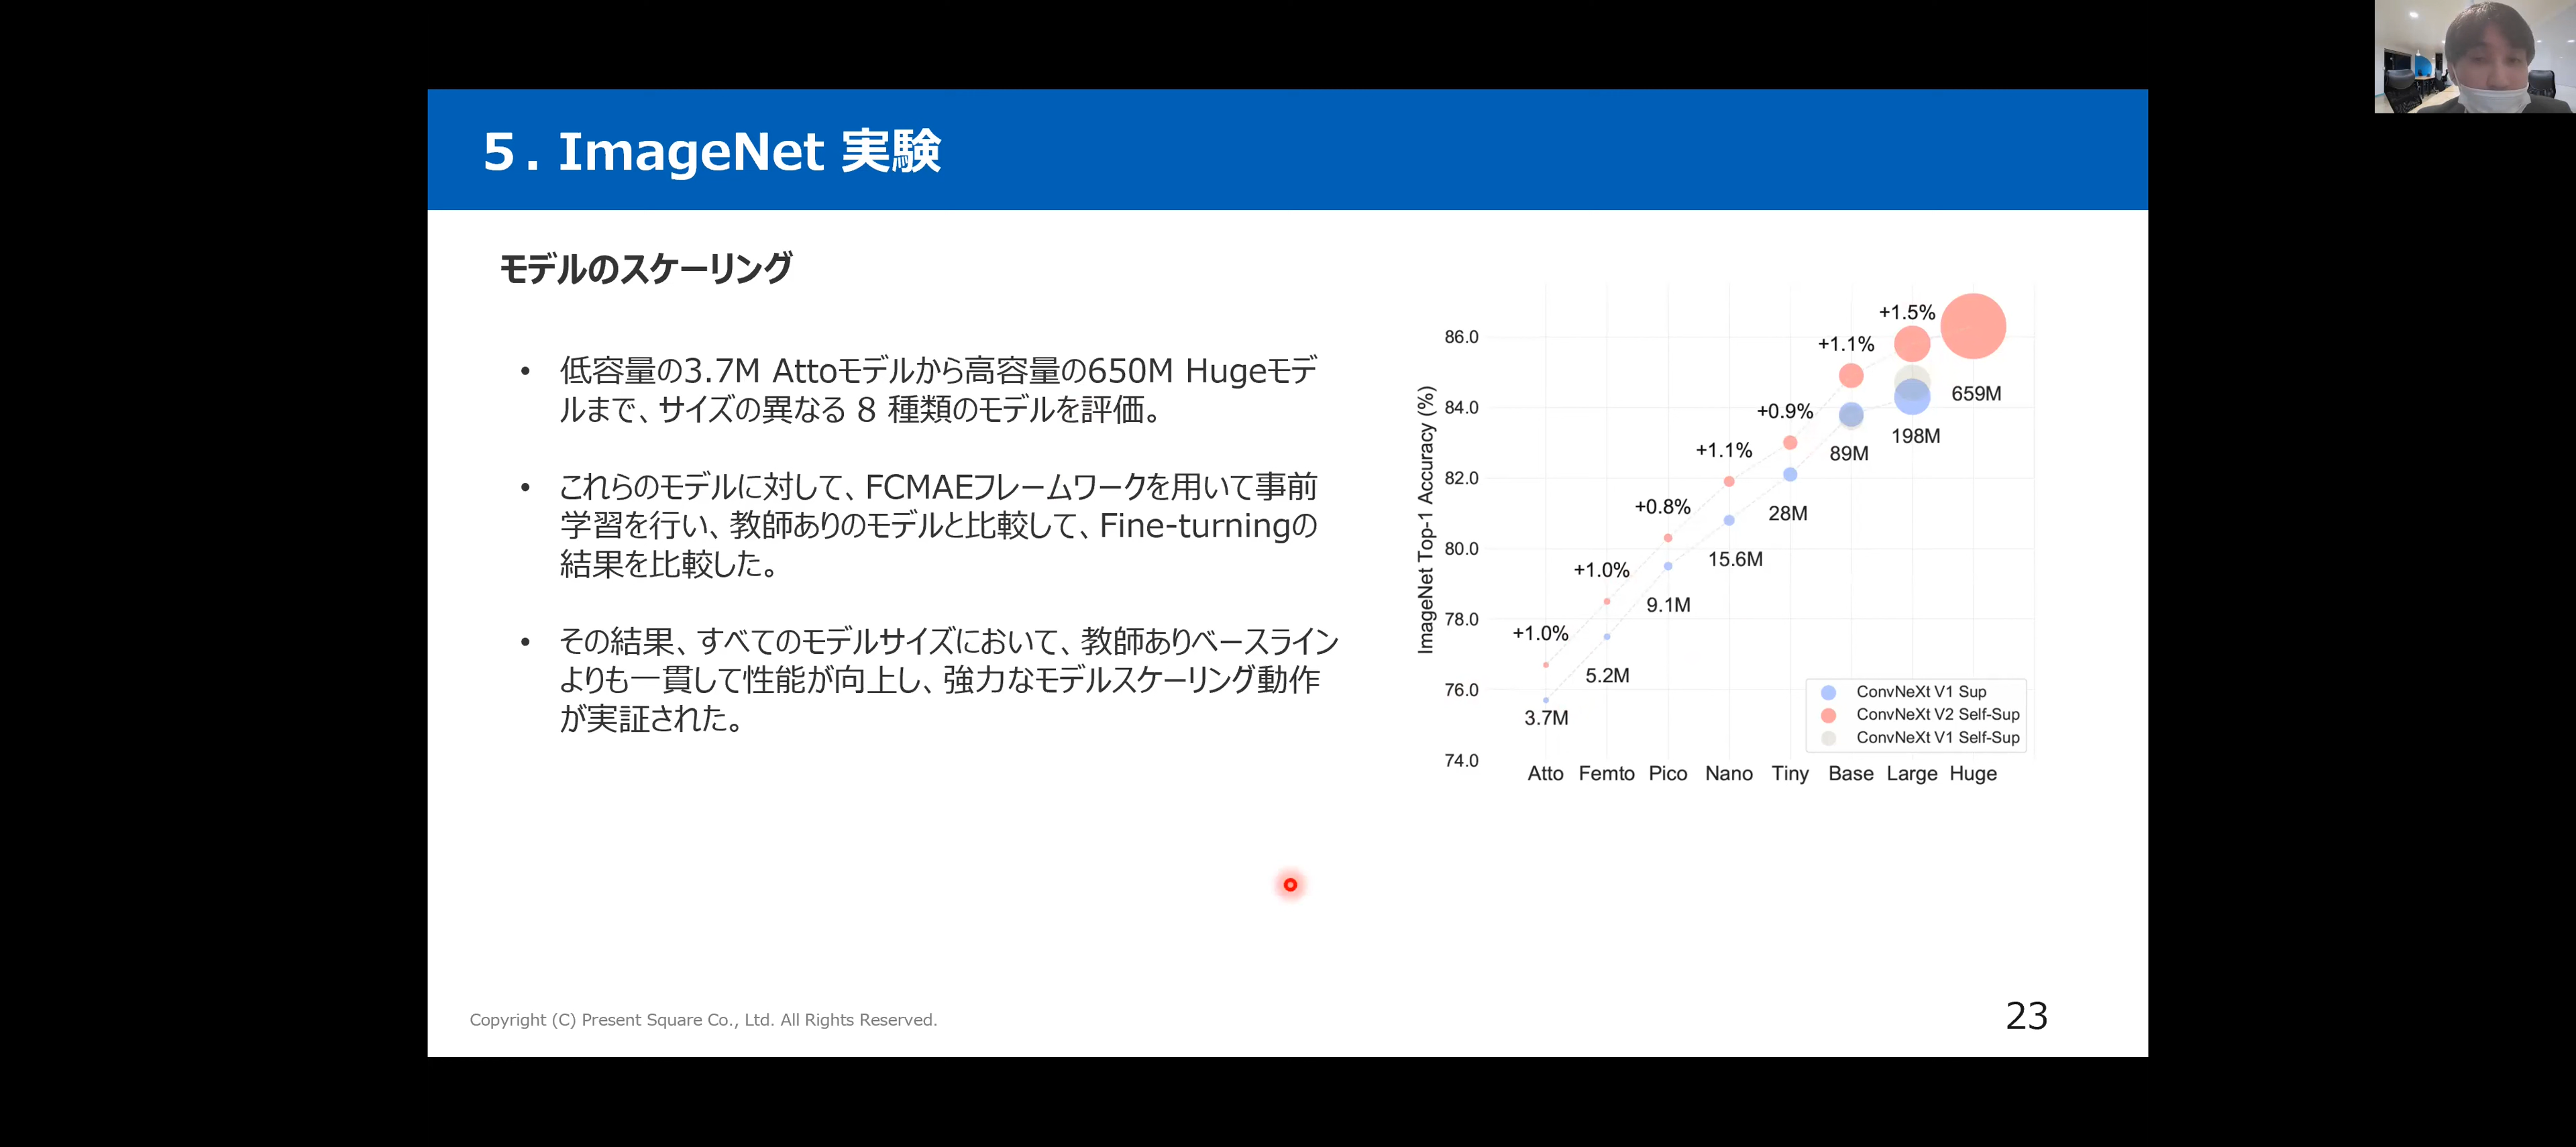 5. ImageNet 実験
モデルのスケーリング
• 低容量の3.7M Attoモデルから高容量の650M Hugeモデ
ルまで、サイズの異なる 8 種類のモデルを評価。
• これらのモデルに対して、FCMAEフレームワークを用いて事前
学習を行い、教師ありのモデルと比較して、Fine-turningの
結果を比較した。
• その結果、すべてのモデルサイズにおいて、教師ありベースライン
よりも一貫して性能が向上し、強力なモデルスケーリング動作
が実証された。
ImageNet Top-1 Accuracy (%)
86.0
84.0
82.0
80.0
78.0
76.0
74.0
+1.0%
+1.0%
+0.8%
+1.1%
+0.9%
+1.1%
+1.5%
3.7M
5.2M
9.1M
15.6M
28M
89M
198M
659M
ConvNeXt V1 Sup
ConvNeXt V2 Self-Sup
ConvNeXt V1 Self-Sup
Atto Femto Pico Nano Tiny Base Large Huge
Copyright (C) Present Square Co., Ltd. All Rights Reserved.
23